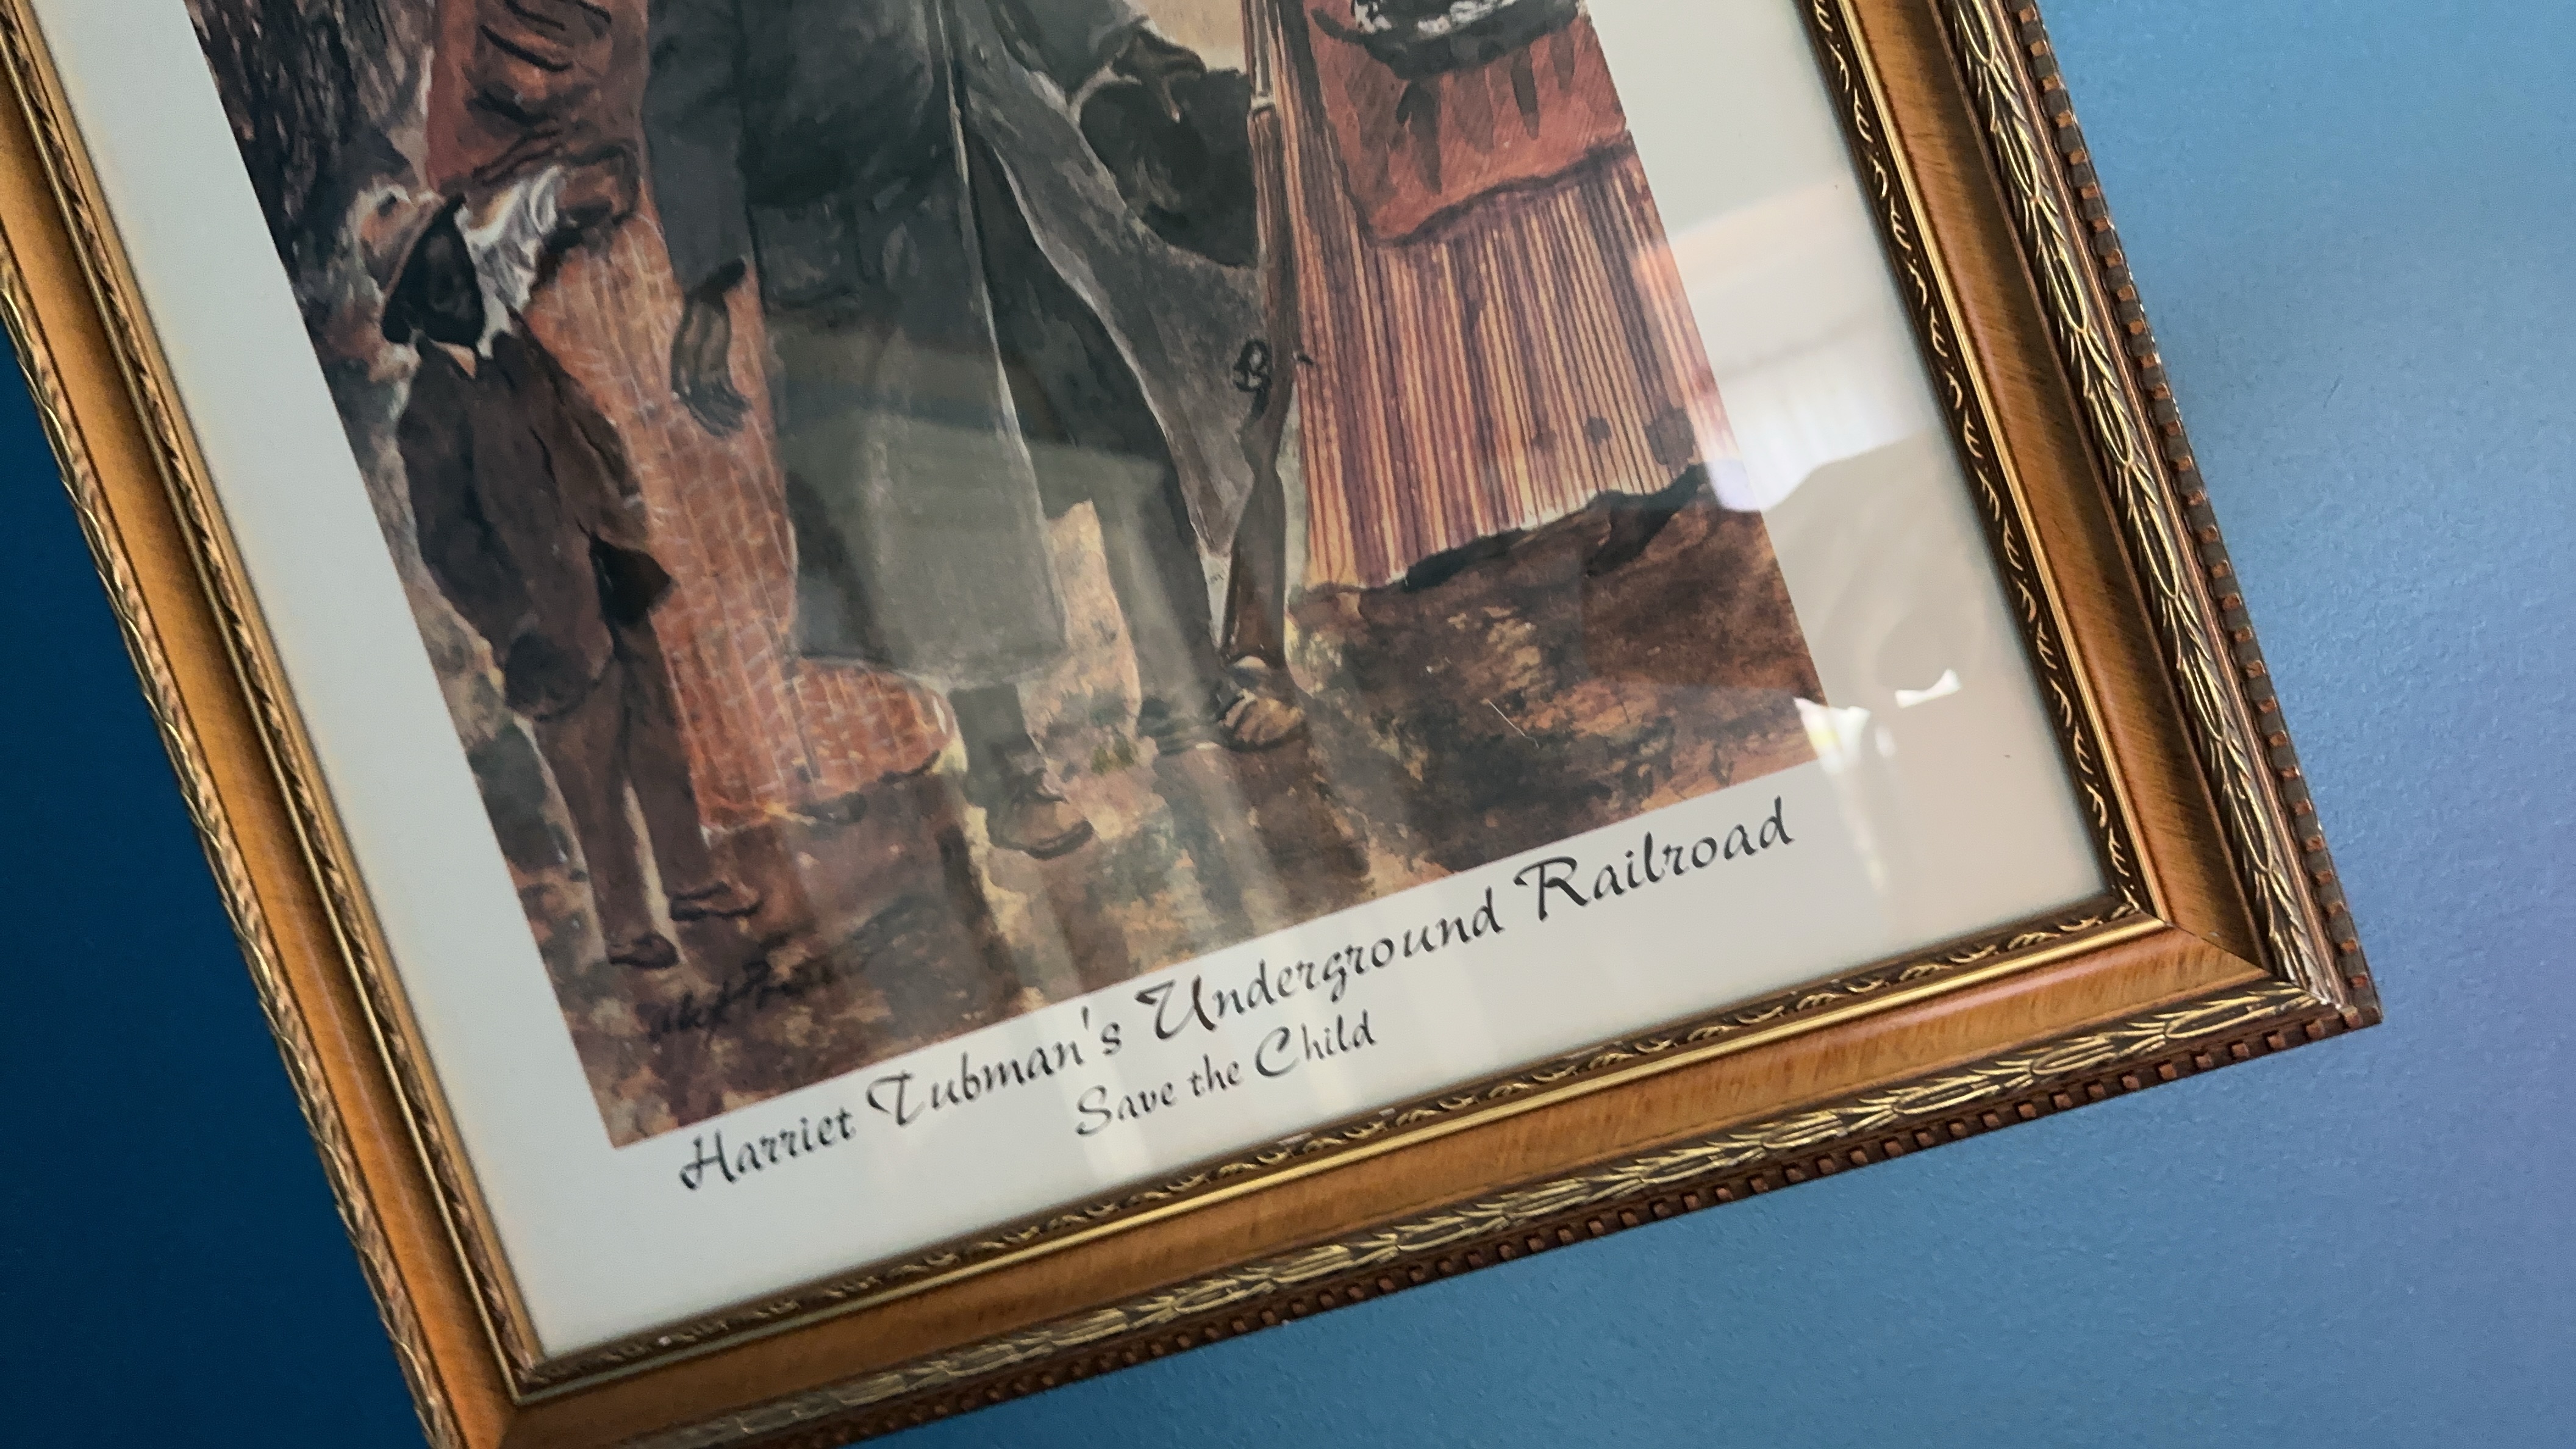 Harriet Tubman's Underground Railroad
Save the Child